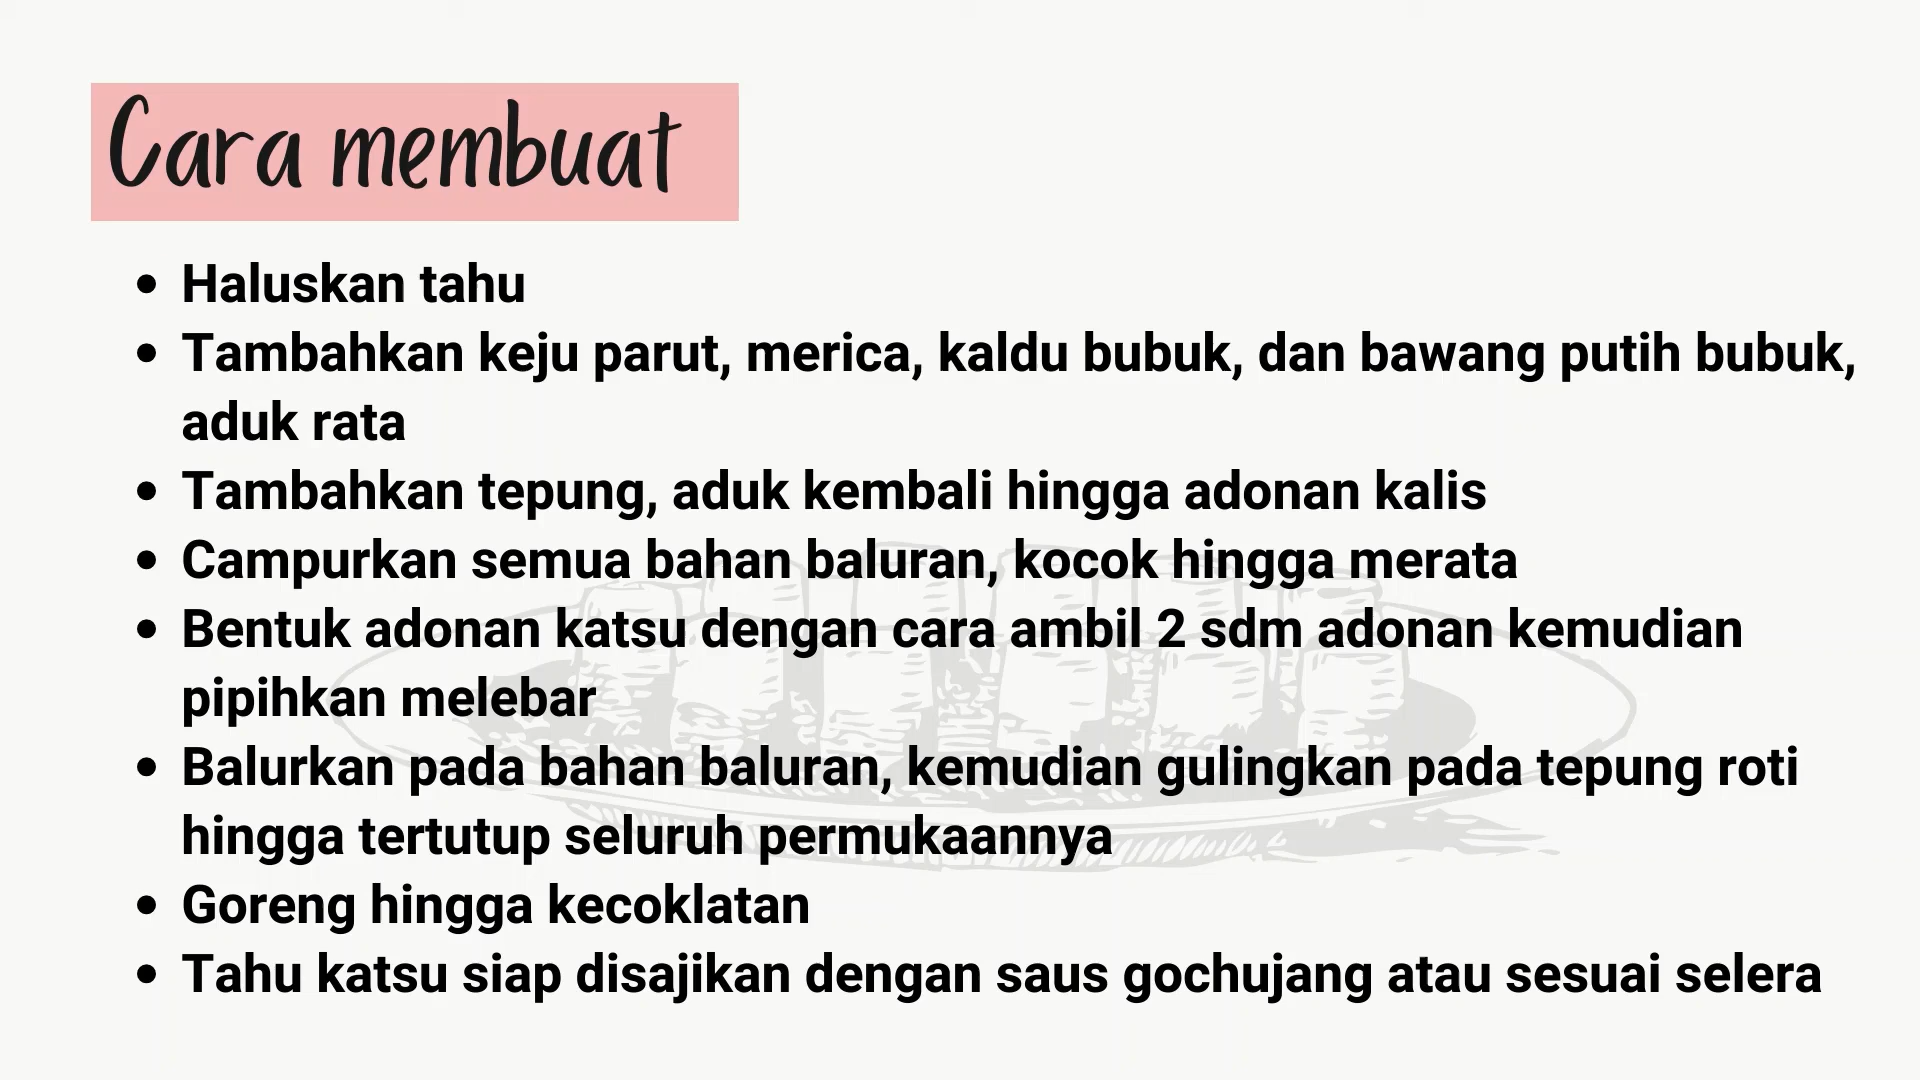 Cara membuat
• Haluskan tahu
• Tambahkan keju parut, merica, kaldu bubuk, dan bawang putih bubuk,
aduk rata
• Tambahkan tepung, aduk kembali hingga adonan kalis
• Campurkan semua bahan baluran, kocok hingga merata
• Bentuk adonan katsu dengan cara ambil 2 sdm adonan kemudian
pipihkan melebar
• Balurkan pada bahan baluran, kemudian gulingkan pada tepung roti
hingga tertutup seluruh permukaannya
• Goreng hingga kecoklatan
• Tahu katsu siap disajikan dengan saus gochujang atau sesuai selera